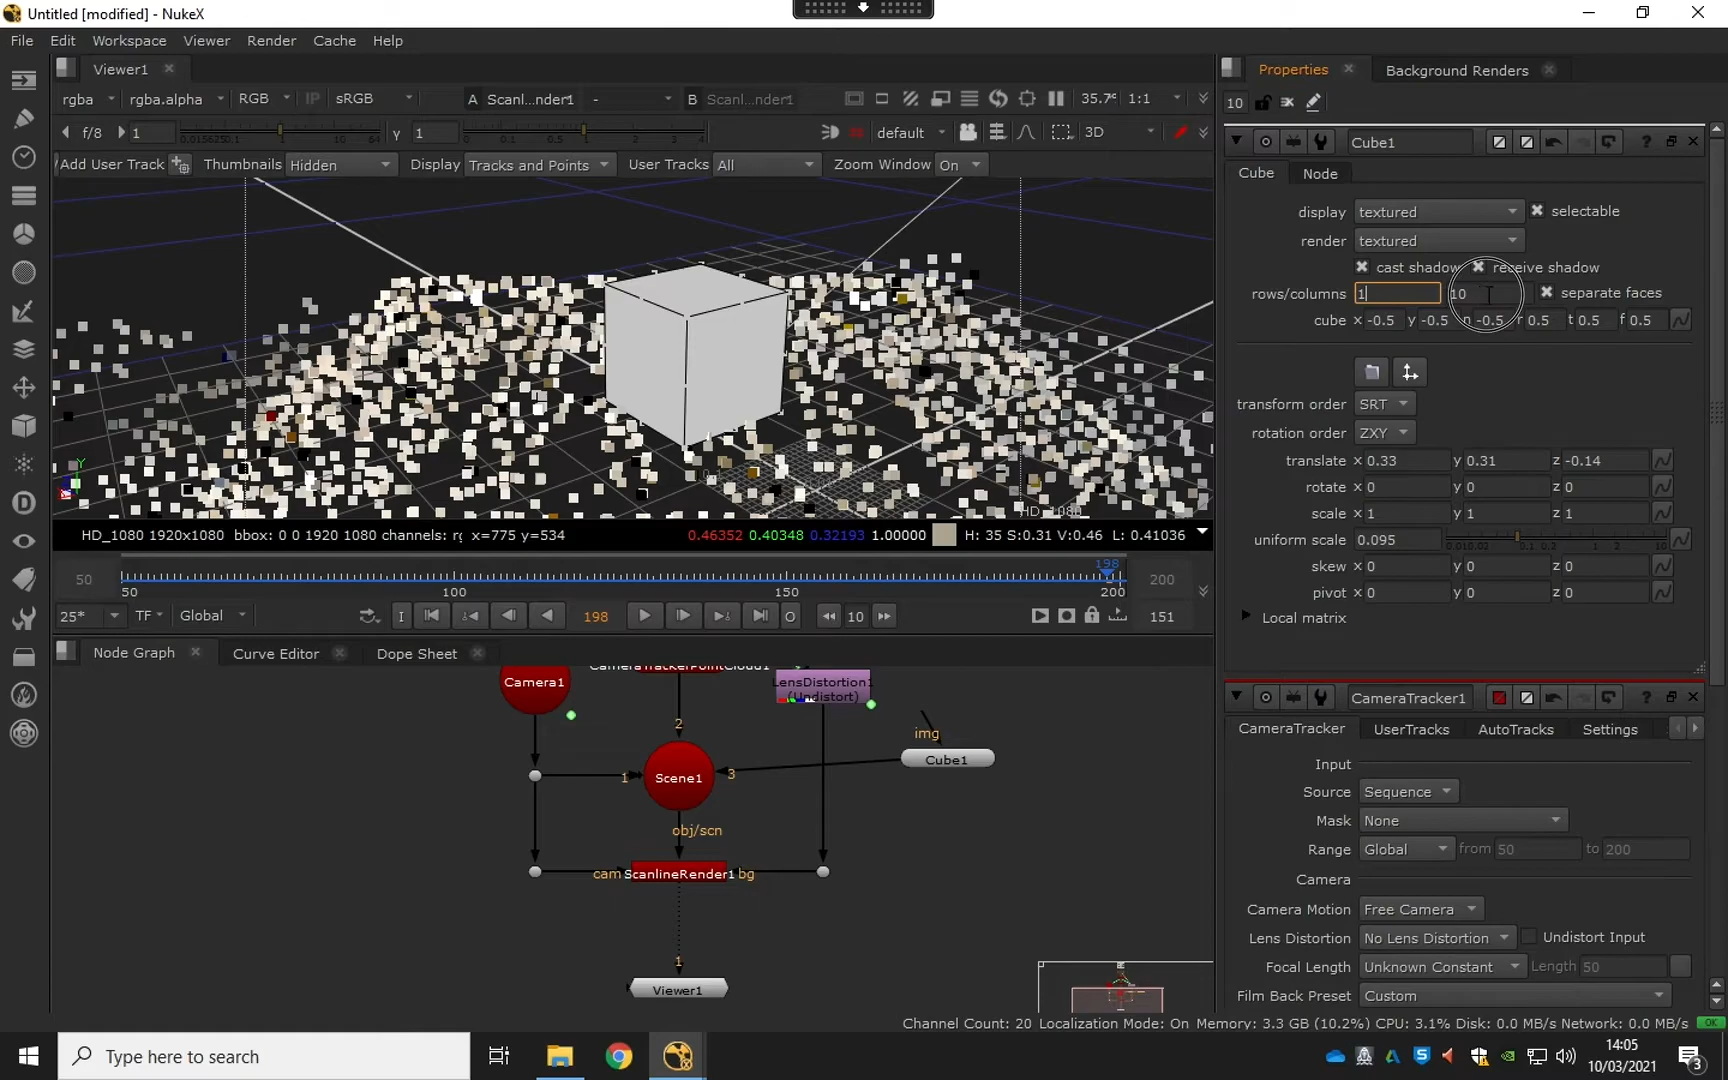 Untitled [modified] - NukeX
File Edit Workspace Viewer Render Cache Help
Viewer1
rgba rgba.alpha RGB IP sRGB A Scanl...nder1 - B Scanl...nder1 35.7% 1:1
f/8 1 γ 1 default 3D
Add User Track Thumbnails Hidden Display Tracks and Points User Tracks All Zoom Window On
HD_1080
HD_1080 1920x1080 bbox: 0 0 1920 1080 channels: rg x=775 y=534 0.46352 0.40348 0.32193 1.00000 H: 35 S:0.31 V:0.46 L: 0.41036
198
50 200
50 100 150 200
25* TF Global I 198 O 10 151
Node Graph Curve Editor Dope Sheet
CameraTrackerPointCloud1
Camera1
LensDistortion1
(Undistort)
2
img
Cube1
1 Scene1 3
obj/scn
cam ScanlineRender1 bg
1
Viewer1
Properties Background Renders
10
Cube1
Cube Node
display textured selectable
render textured
cast shadow receive shadow
rows/columns 1 10 separate faces
cube x -0.5 y -0.5 n -0.5 r 0.5 t 0.5 f 0.5
transform order SRT
rotation order ZXY
translate x 0.33 y 0.31 z -0.14
rotate x 0 y 0 z 0
scale x 1 y 1 z 1
uniform scale 0.095
skew x 0 y 0 z 0
pivot x 0 y 0 z 0
Local matrix
CameraTracker1
CameraTracker UserTracks AutoTracks Settings
Input
Source Sequence
Mask None
Range Global from 50 to 200
Camera
Camera Motion Free Camera
Lens Distortion No Lens Distortion Undistort Input
Focal Length Unknown Constant Length 50
Film Back Preset Custom
Channel Count: 20 Localization Mode: On Memory: 3.3 GB (10.2%) CPU: 3.1% Disk: 0.0 MB/s Network: 0.0 MB/s OK
Type here to search
14:05
10/03/2021
3